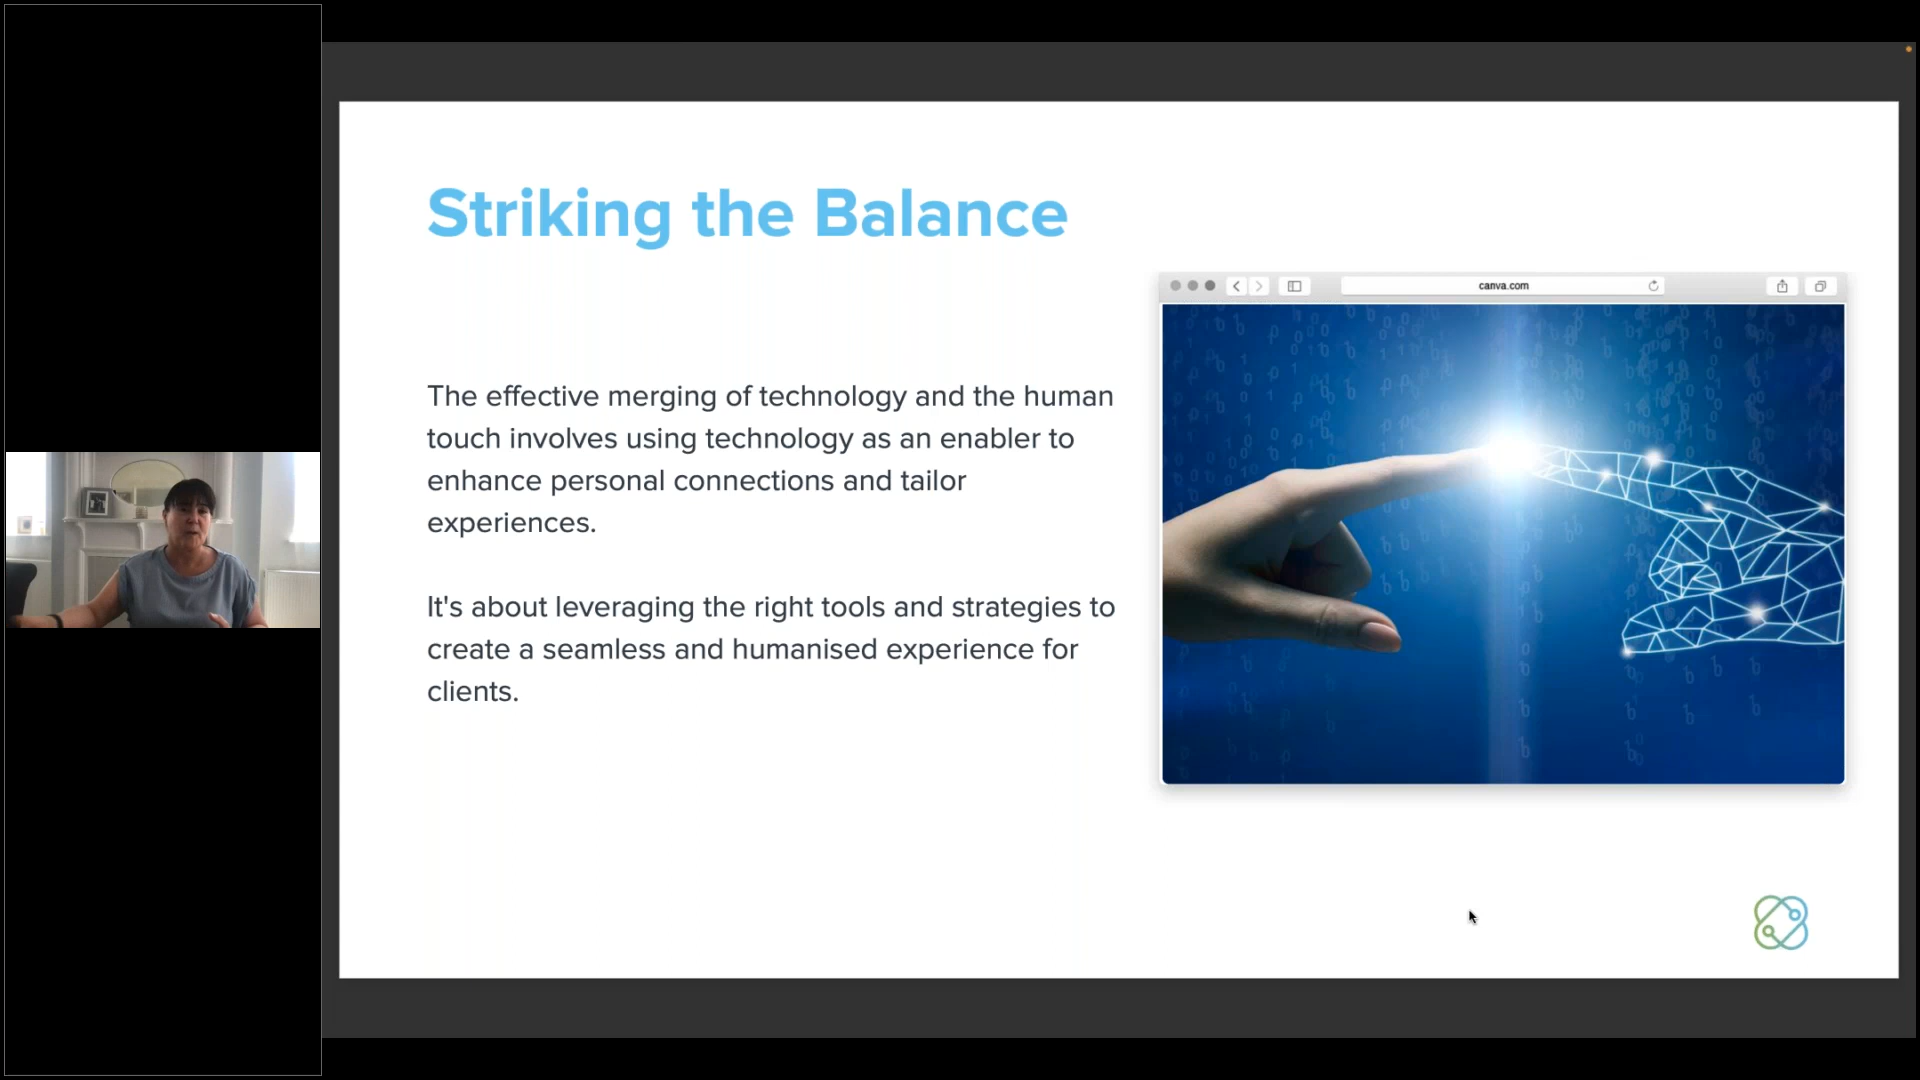 Striking the Balance
canva.com
The effective merging of technology and the human
touch involves using technology as an enabler to
enhance personal connections and tailor
experiences.
It's about leveraging the right tools and strategies to
create a seamless and humanised experience for
clients.